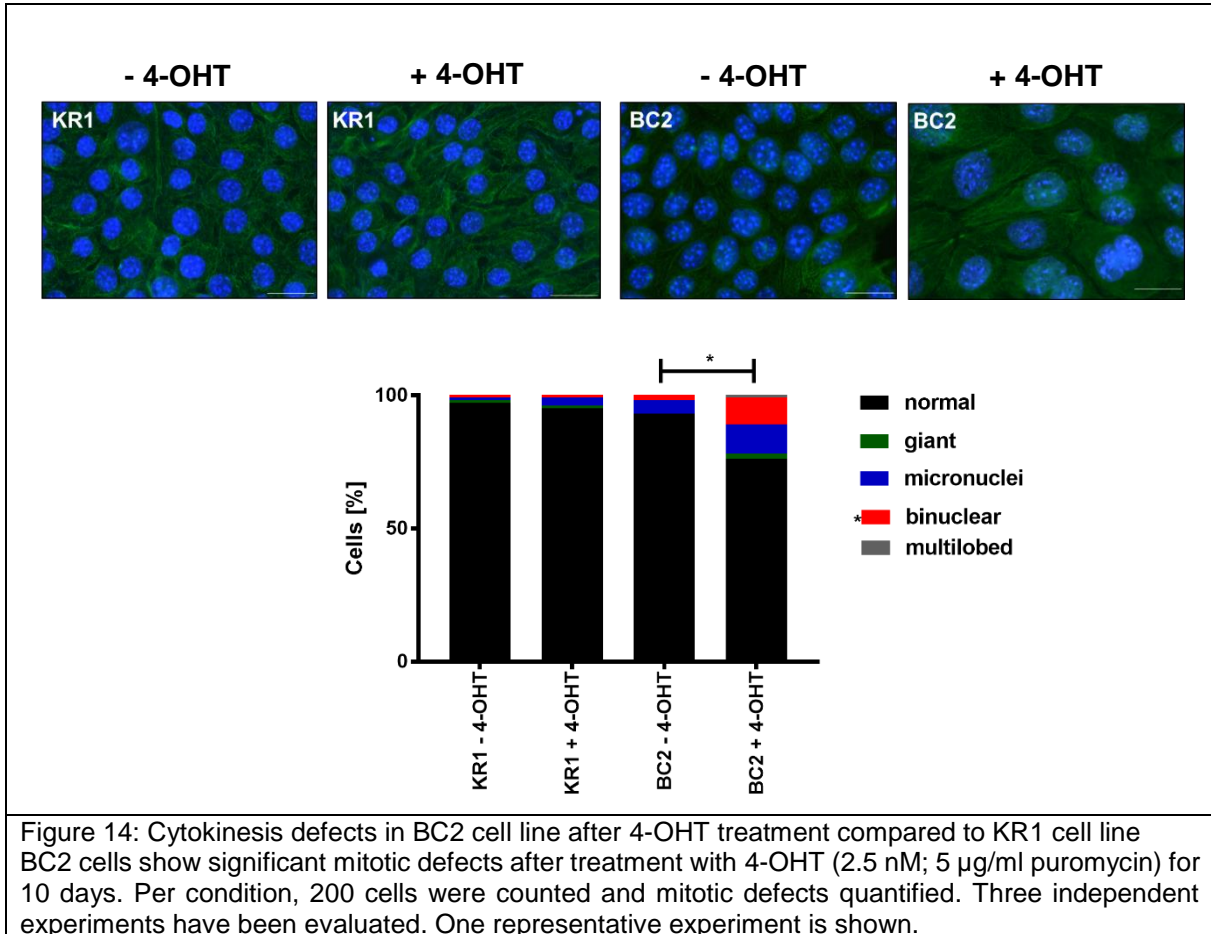 - 4-OHT
+ 4-OHT
- 4-OHT
+ 4-OHT
KR1
KR1
BC2
BC2
*
100
50
0
Cells [%]
KR1 - 4-OHT
KR1 + 4-OHT
BC2 - 4-OHT
BC2 + 4-OHT
normal
giant
micronuclei
* binuclear
multilobed
Figure 14: Cytokinesis defects in BC2 cell line after 4-OHT treatment compared to KR1 cell line
BC2 cells show significant mitotic defects after treatment with 4-OHT (2.5 nM; 5 µg/ml puromycin) for
10 days. Per condition, 200 cells were counted and mitotic defects quantified. Three independent
experiments have been evaluated. One representative experiment is shown.